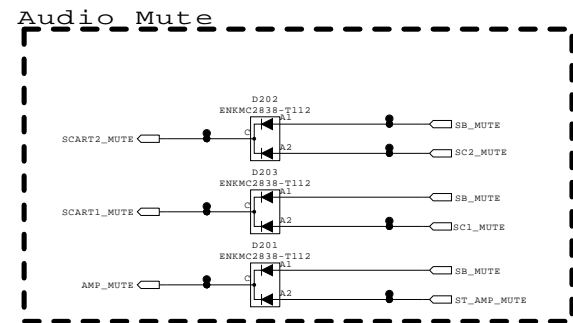 Audio Mute
D202
ENKMC2838-T112
A1
SB_MUTE
C
SCART2_MUTE
A2
SC2_MUTE
D203
ENKMC2838-T112
A1
SB_MUTE
C
SCART1_MUTE
A2
SC1_MUTE
D201
ENKMC2838-T112
A1
SB_MUTE
C
AMP_MUTE
A2
ST_AMP_MUTE